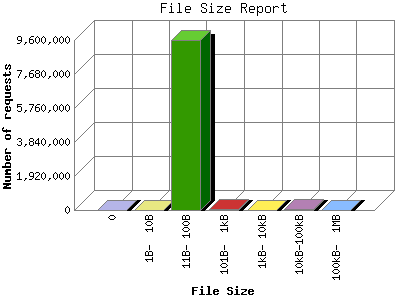 File Size Report
Number of requests
9,600,000
7,680,000
5,760,000
3,840,000
1,920,000
0
0
1B- 10B
11B- 100B
101B- 1kB
1kB- 10kB
10kB-100kB
100kB- 1MB
File Size